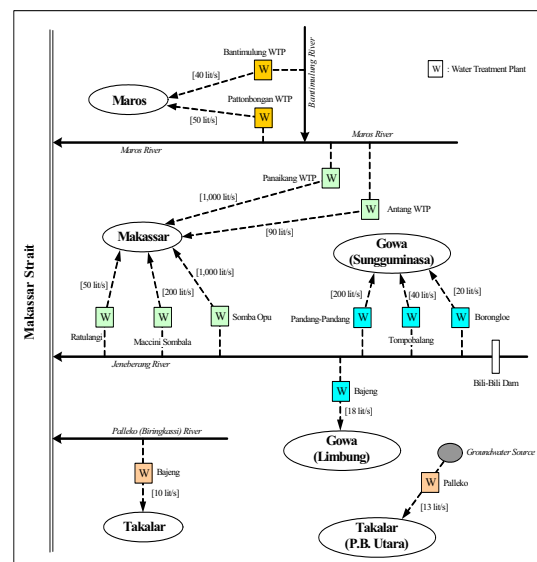 Bantimulung WTP
W
[40 lit/s]
Maros
Pattonbongan WTP
W
[50 lit/s]
Bantimulung River
W
: Water Treatment Plant
Maros River
Maros River
Panaikang WTP
W
[1,000 lit/s]
W
Antang WTP
[90 lit/s]
Makassar
Gowa
(Sungguminasa)
[50 lit/s]
[200 lit/s]
[1,000 lit/s]
[200 lit/s]
[40 lit/s]
[20 lit/s]
W
Ratulangi
W
Maccini Sombala
W
Somba Opu
Pandang-Pandang
W
W
Tompobalang
W
Borongloe
Makassar Strait
Jeneberang River
Bili-Bili Dam
W
Bajeng
[18 lit/s]
Gowa
(Limbung)
Palleko (Biringkassi) River
W
Bajeng
[10 lit/s]
Takalar
Groundwater Source
W
Palleko
[13 lit/s]
Takalar
(P.B. Utara)